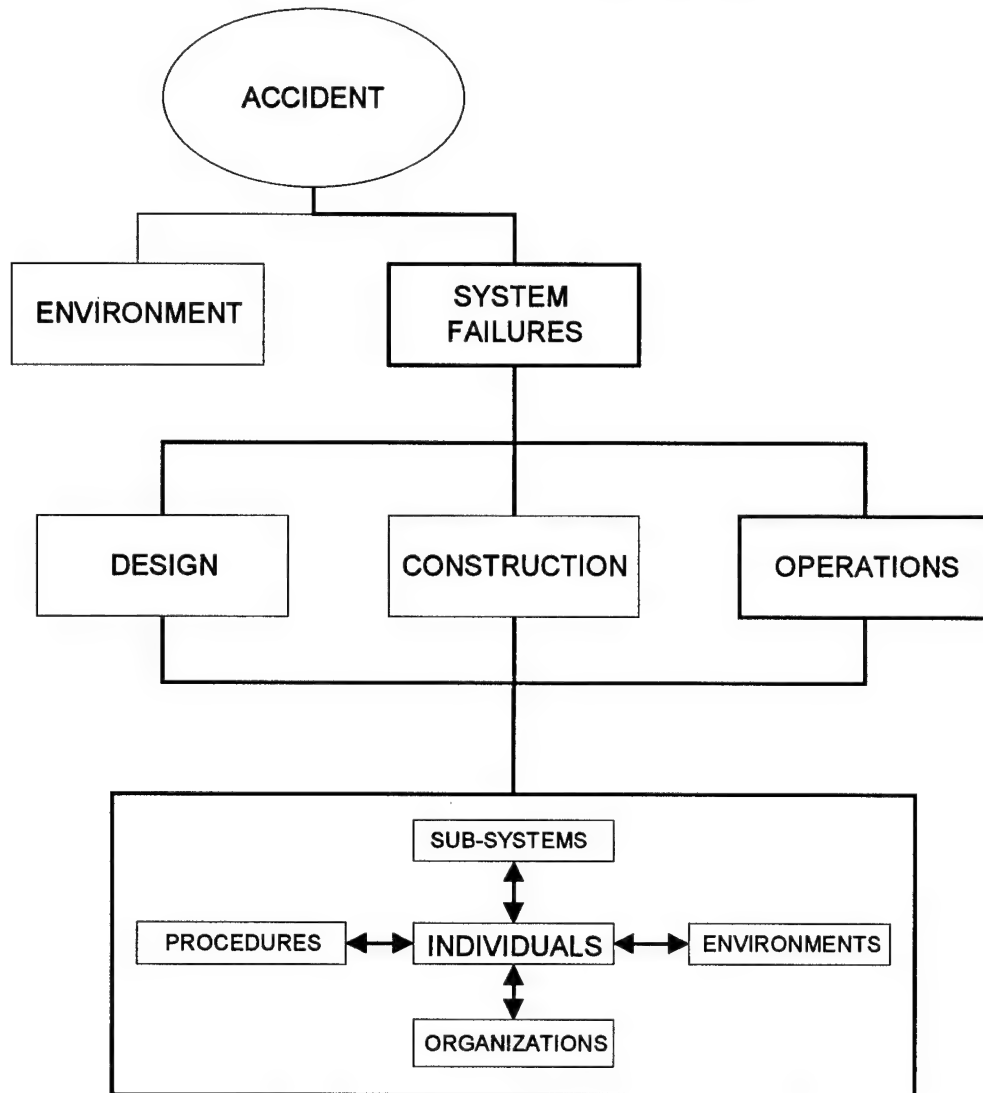 ACCIDENT
ENVIRONMENT
SYSTEM
FAILURES
DESIGN
CONSTRUCTION
OPERATIONS
SUB-SYSTEMS
PROCEDURES
INDIVIDUALS
ENVIRONMENTS
ORGANIZATIONS